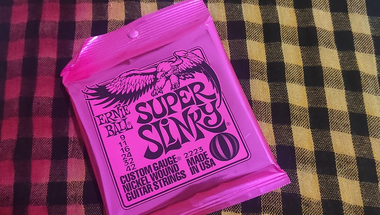 ERNIE BALL
SUPER
SLINKY
9
11
16
24
32
42
CUSTOM GAUGE 2223
NICKEL WOUND MADE
GUITAR STRINGS IN USA